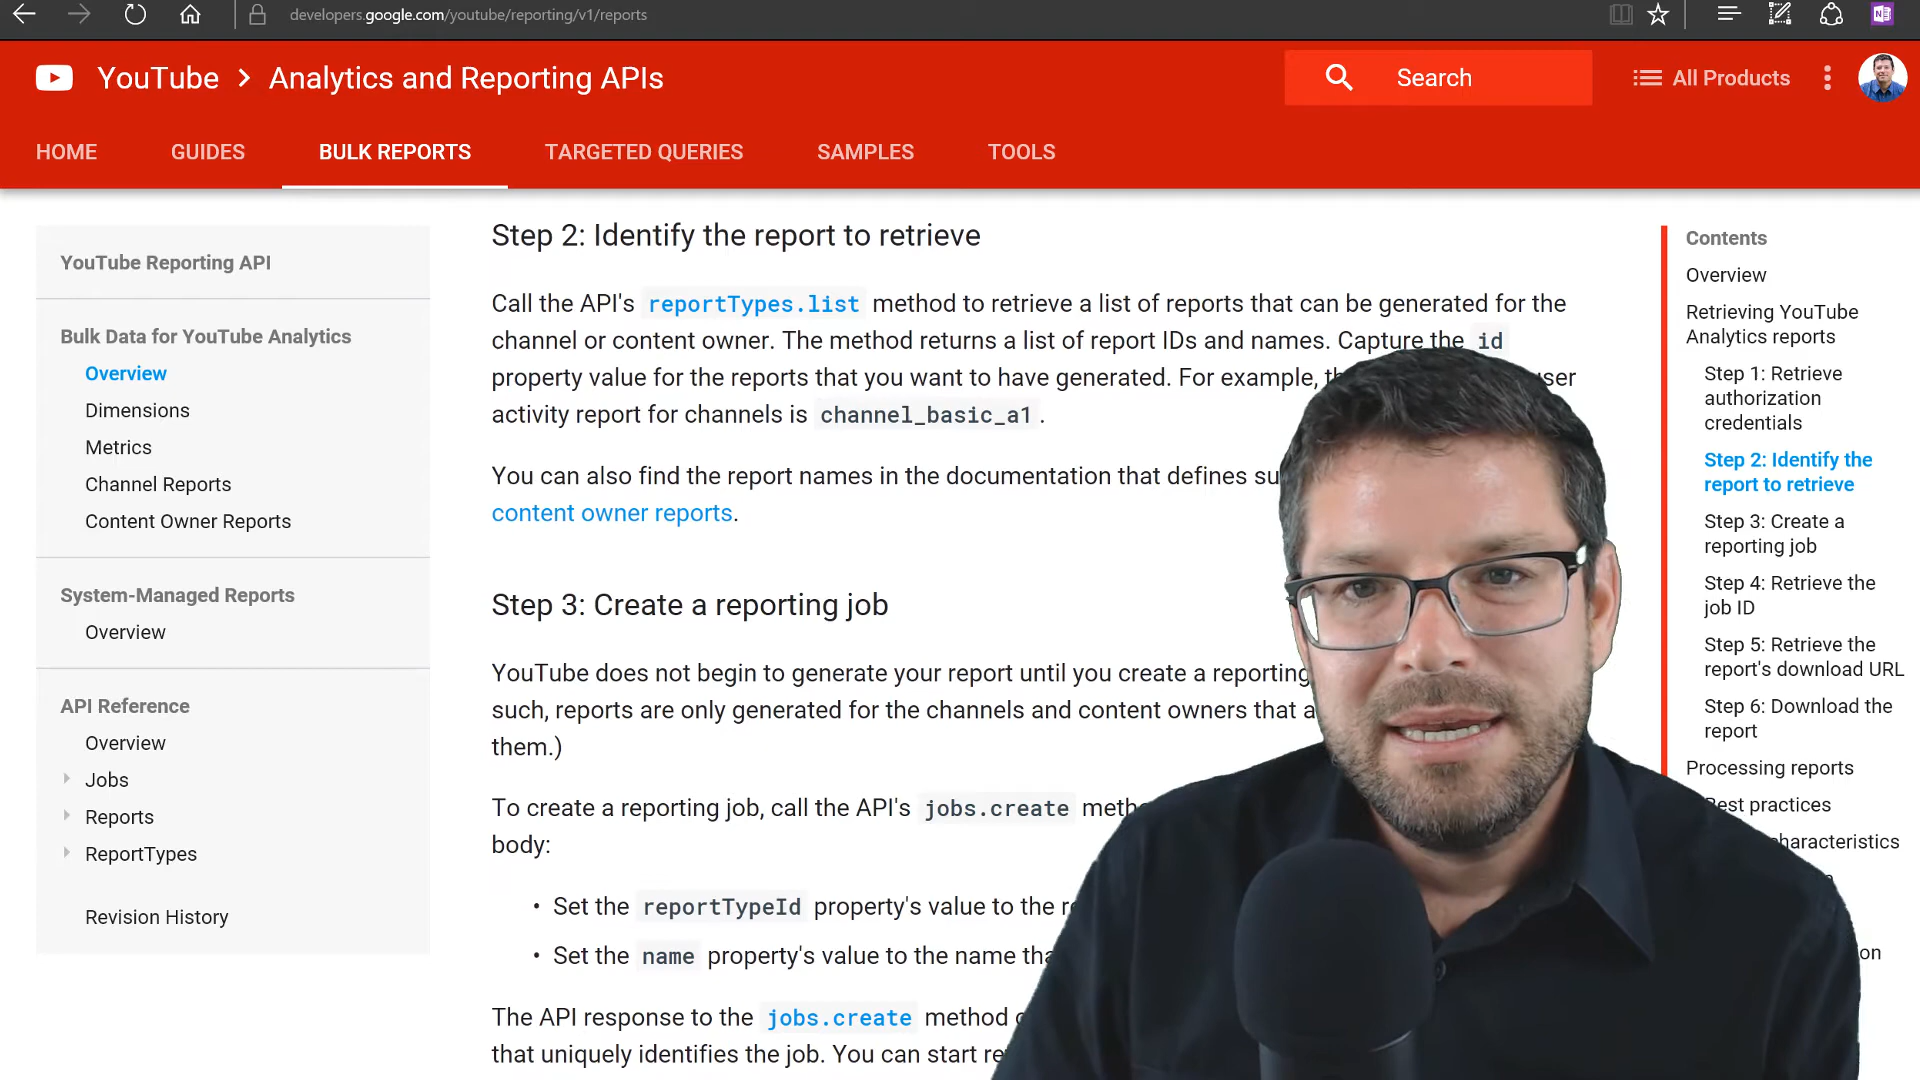 developers.google.com/youtube/reporting/v1/reports
YouTube > Analytics and Reporting APIs
Search
All Products
HOME
GUIDES
BULK REPORTS
TARGETED QUERIES
SAMPLES
TOOLS
YouTube Reporting API
Bulk Data for YouTube Analytics
Overview
Dimensions
Metrics
Channel Reports
Content Owner Reports
System-Managed Reports
Overview
API Reference
Overview
Jobs
Reports
ReportTypes
Revision History
Step 2: Identify the report to retrieve
Call the API's reportTypes.list method to retrieve a list of reports that can be generated for the
channel or content owner. The method returns a list of report IDs and names. Capture the id
property value for the reports that you want to have generated. For example,
activity report for channels is channel_basic_a1.
You can also find the report names in the documentation that defines
content owner reports.
Step 3: Create a reporting job
YouTube does not begin to generate your report until you create a reporting
such, reports are only generated for the channels and content owners that
them.)
To create a reporting job, call the API's jobs.create
body:
• Set the reportTypeId property's value to the
• Set the name property's value to the name
The API response to the jobs.create method
that uniquely identifies the job. You can start
Contents
Overview
Retrieving YouTube
Analytics reports
Step 1: Retrieve
authorization
credentials
Step 2: Identify the
report to retrieve
Step 3: Create a
reporting job
Step 4: Retrieve the
job ID
Step 5: Retrieve the
report's download URL
Step 6: Download the
report
Processing reports
practices